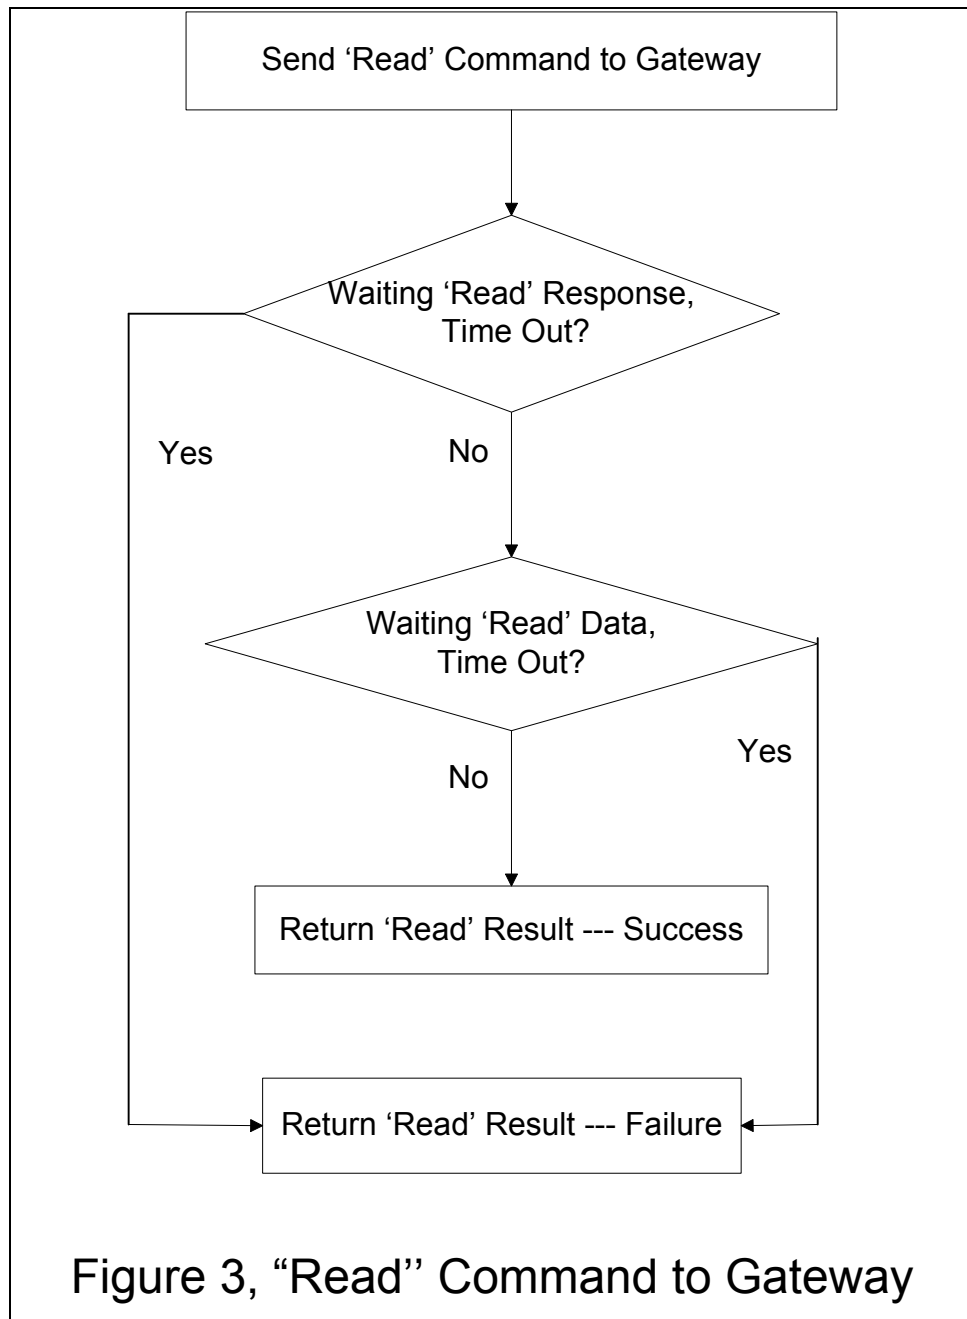 Send ‘Read’ Command to Gateway
Waiting ‘Read’ Response,
Time Out?
Yes
No
Waiting ‘Read’ Data,
Time Out?
Yes
No
Return ‘Read’ Result --- Success
Return ‘Read’ Result --- Failure
Figure 3, “Read’’ Command to Gateway